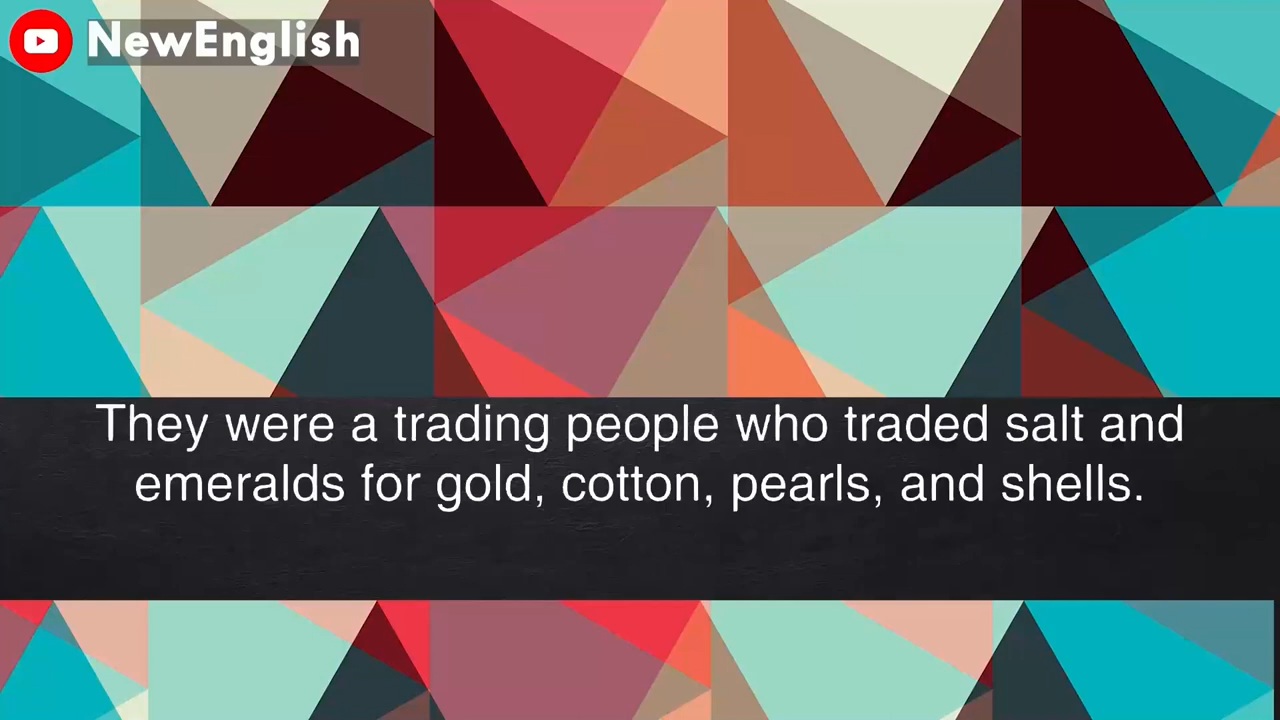 NewEnglish
They were a trading people who traded salt and
emeralds for gold, cotton, pearls, and shells.